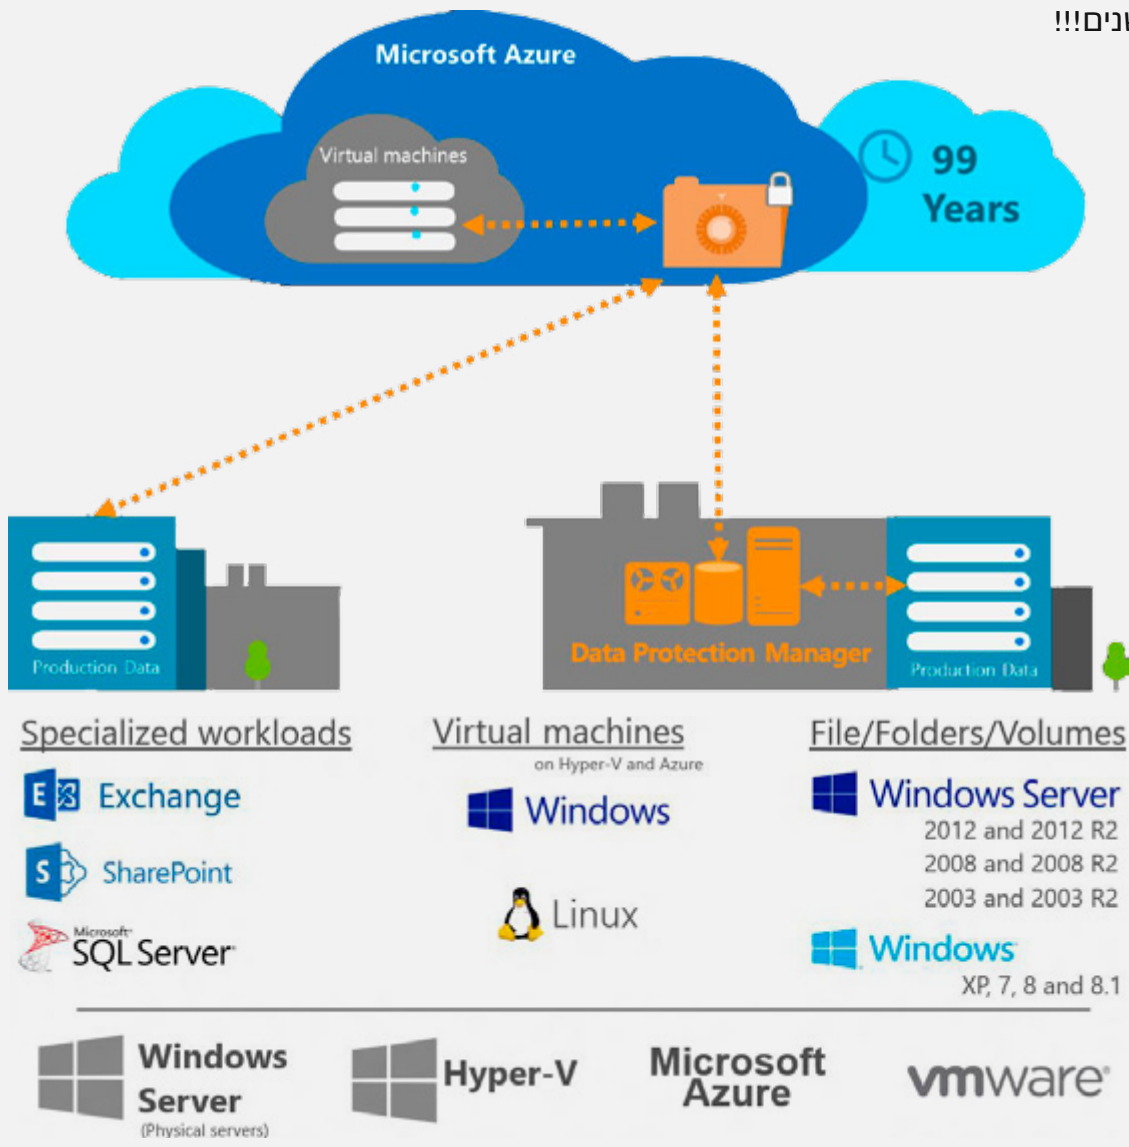 שנים!!!
Microsoft Azure
Virtual machines
99
Years
Production Data
Data Protection Manager
Production Data
Specialized workloads
Exchange
SharePoint
Microsoft
SQL Server
Virtual machines
on Hyper-V and Azure
Windows
Linux
File/Folders/Volumes
Windows Server
2012 and 2012 R2
2008 and 2008 R2
2003 and 2003 R2
Windows
XP, 7, 8 and 8.1
Windows
Server
(Physical servers)
Hyper-V
Microsoft
Azure
vmware